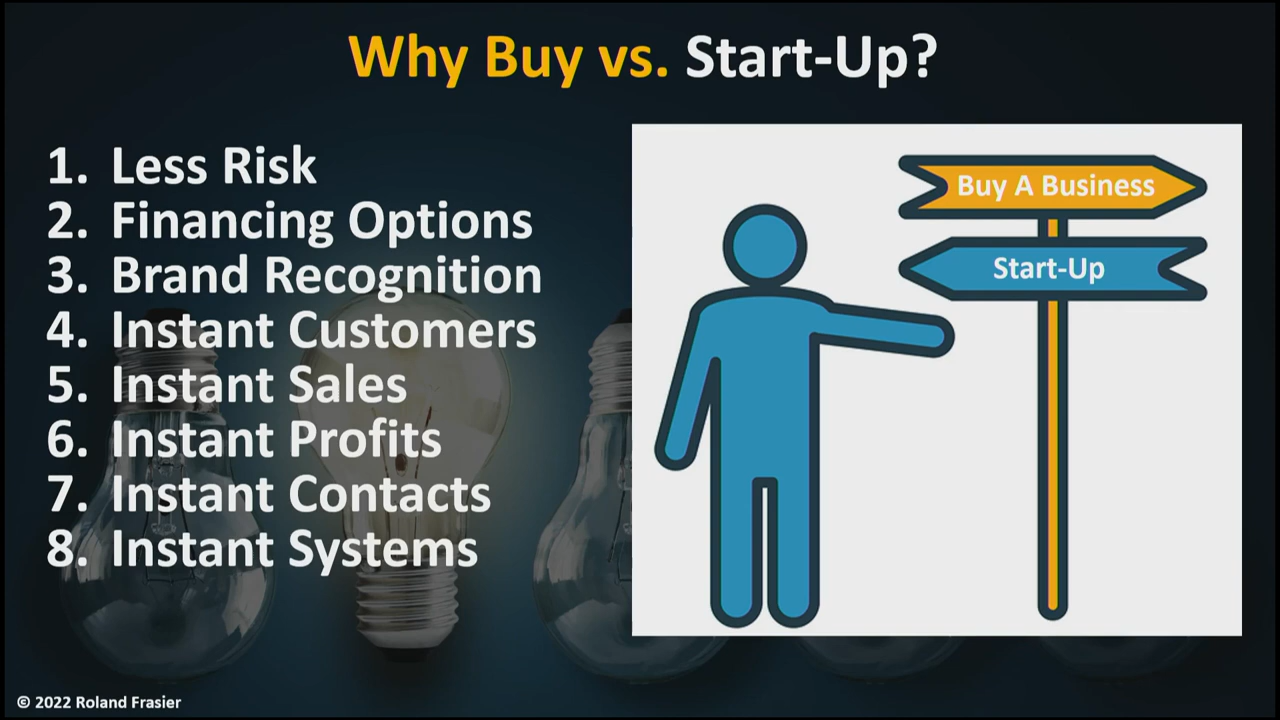 Why Buy vs. Start-Up?
1. Less Risk
2. Financing Options
3. Brand Recognition
4. Instant Customers
5. Instant Sales
6. Instant Profits
7. Instant Contacts
8. Instant Systems
Buy A Business
Start-Up
© 2022 Roland Frasier